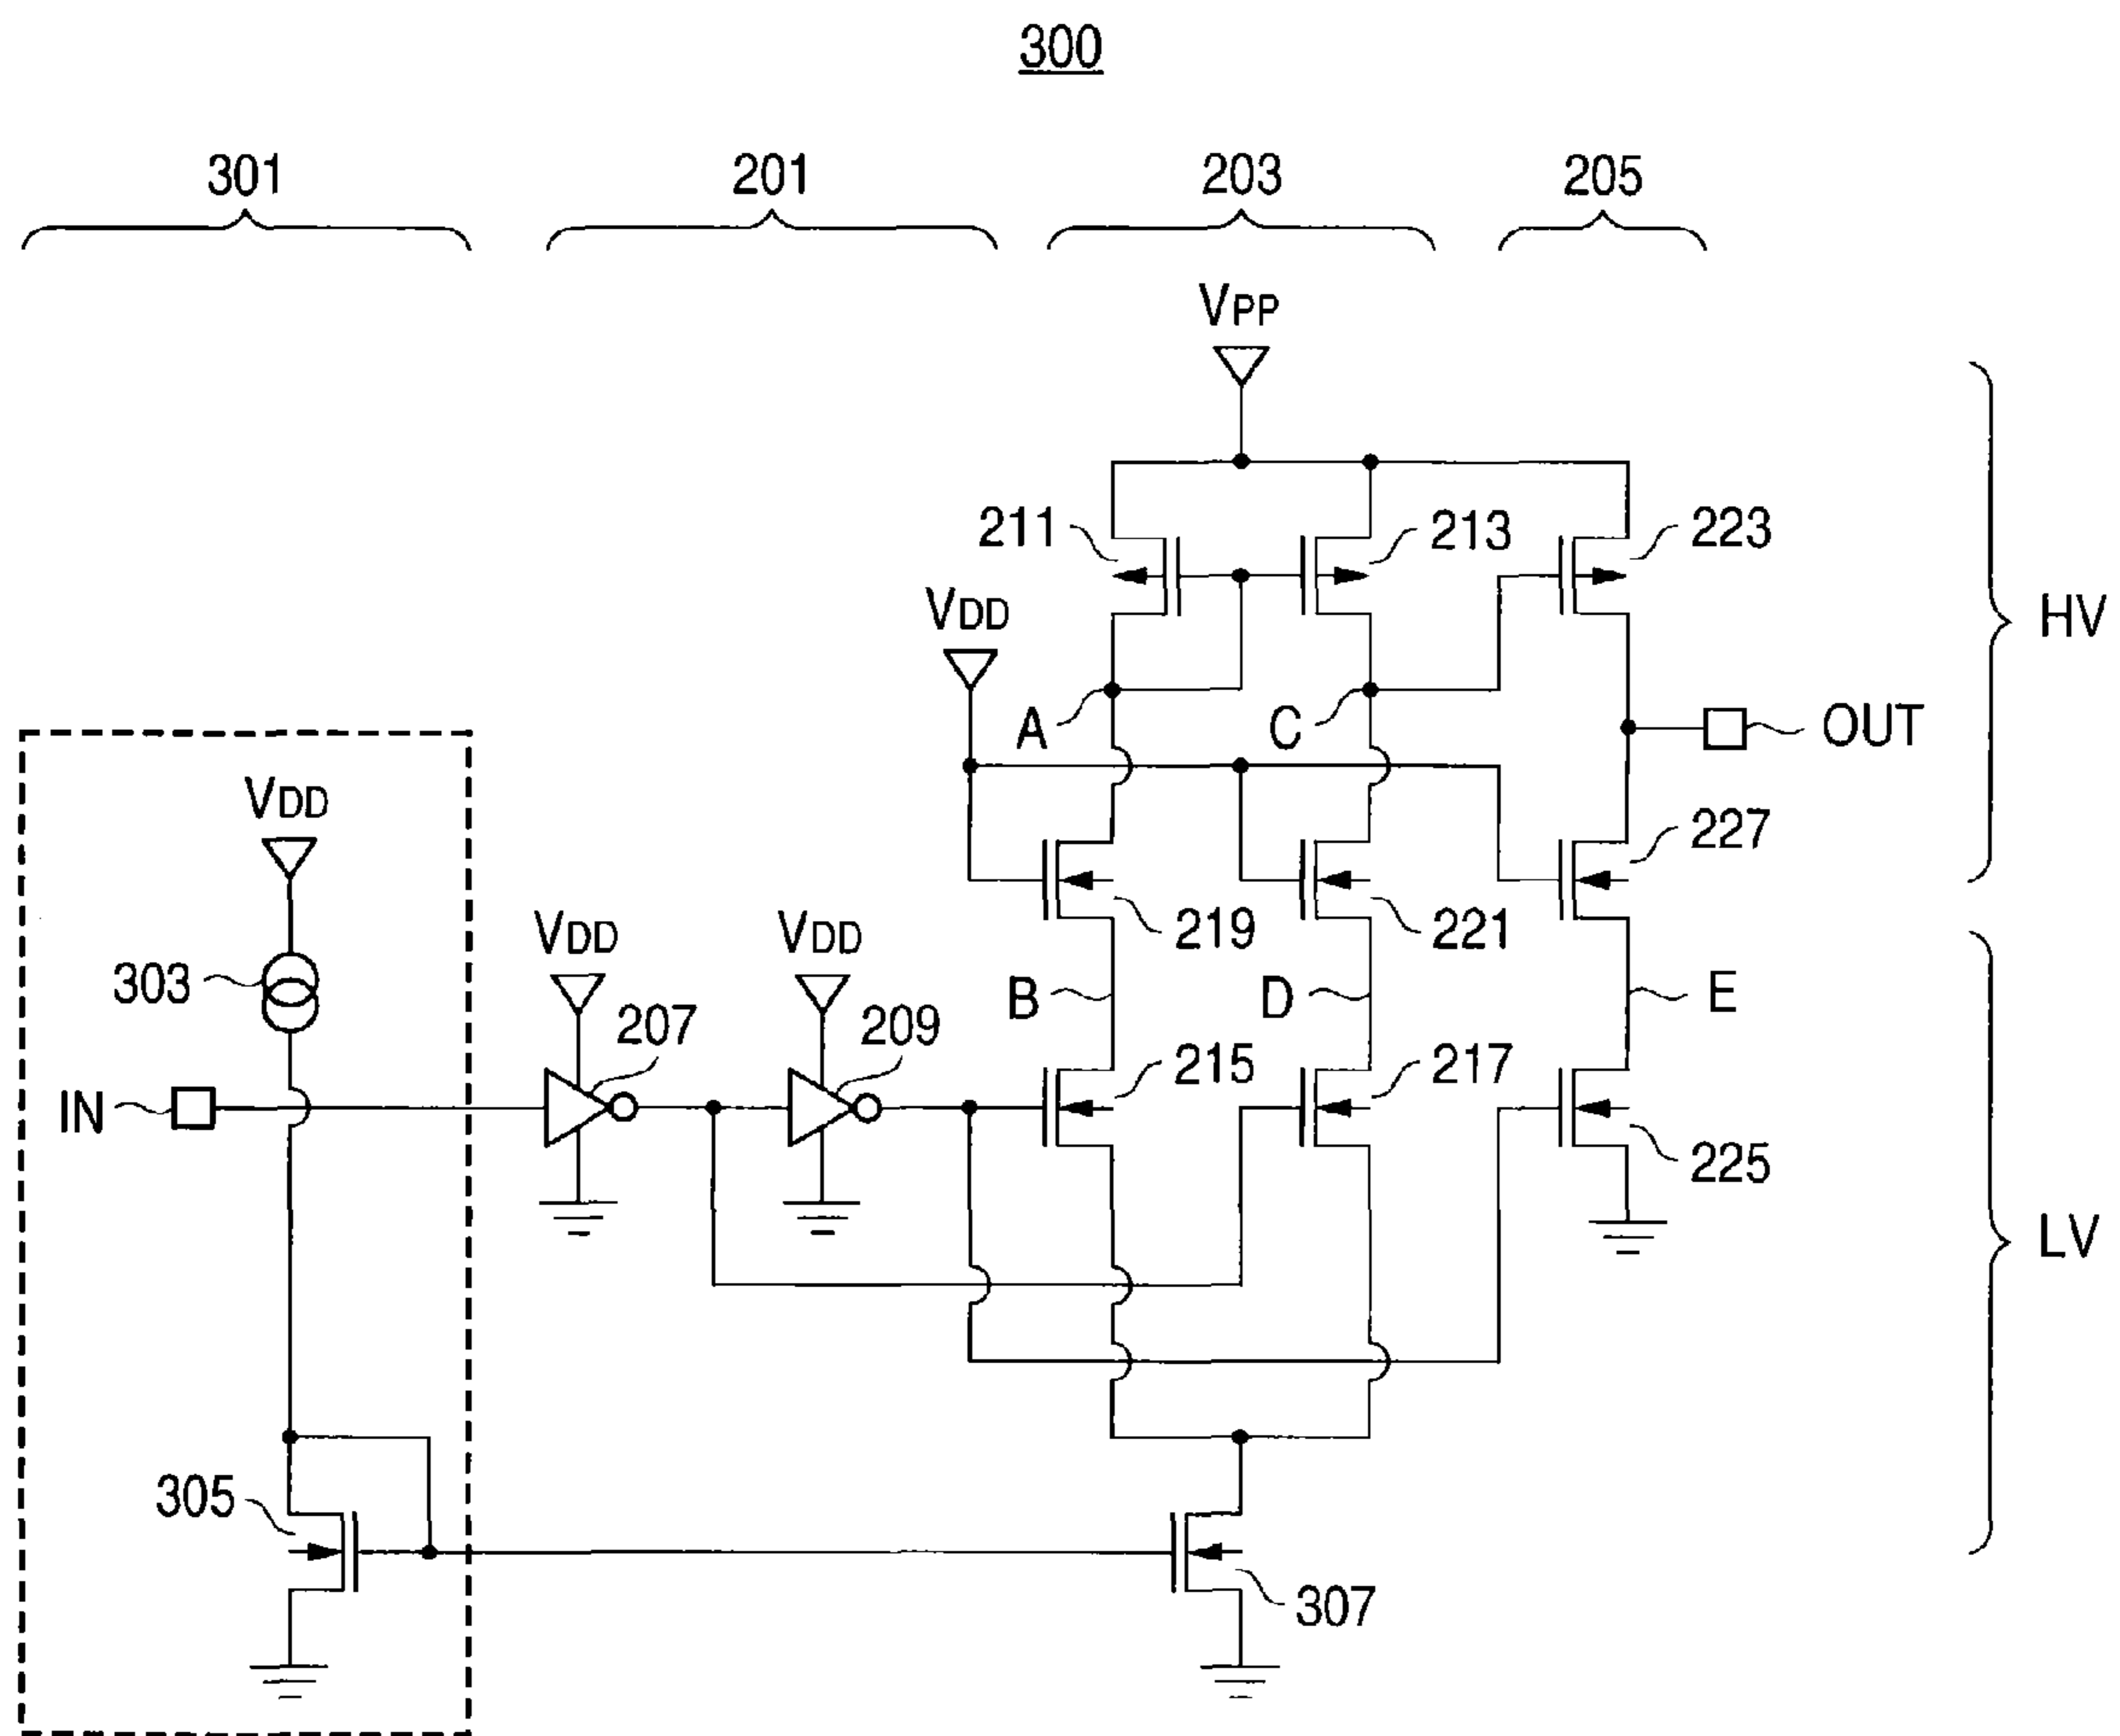 300
301 201 203 205
VPP
211 213 223
VDD
HV
A C OUT
VDD
227
219 221
VDD VDD
303
207 209
B D E
215 217
IN
225
LV
305
307